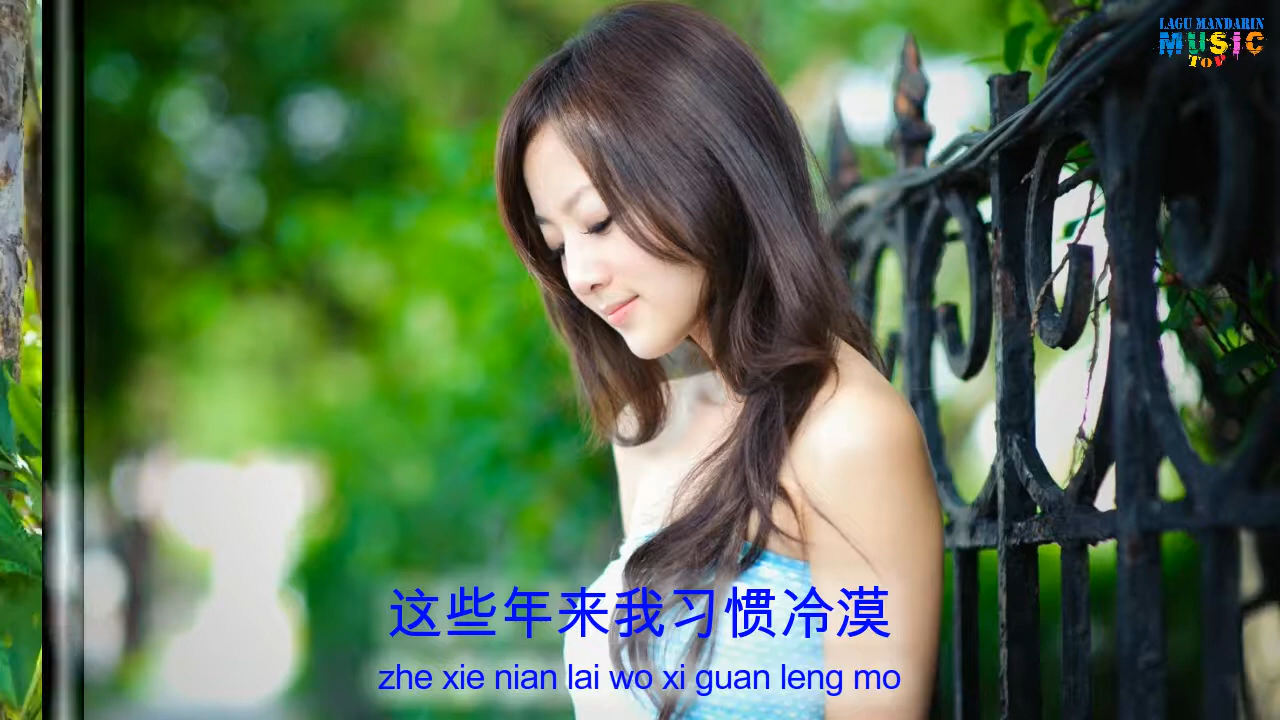 LAGU MANDARIN
MUSIC
ToV
这些年来我习惯冷漠
zhe xie nian lai wo xi guan leng mo